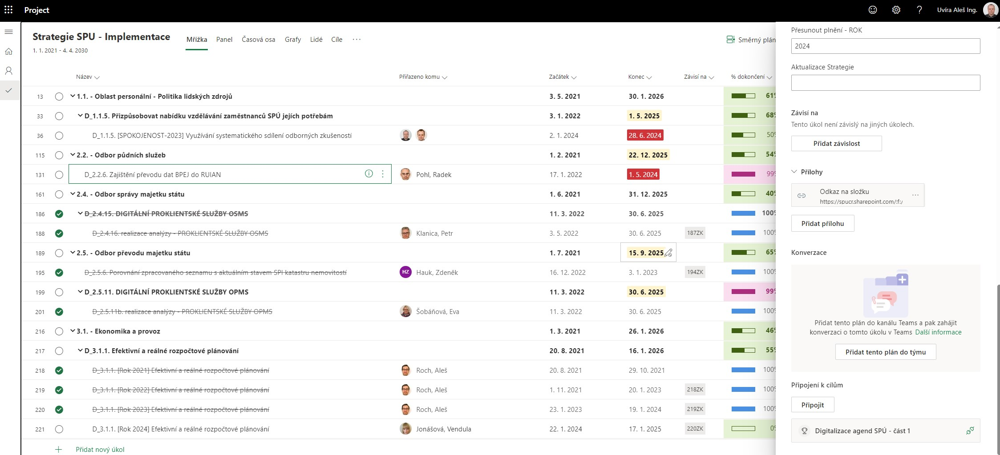 Project
Uvíra Aleš Ing.
Strategie SPU - Implementace
1. 1. 2021 - 4. 4. 2030
Mřížka Panel Časová osa Grafy Lidé Cíle ···
Směrný plán
Název Přiřazeno komu Začátek Konec Závisí na % dokončení
13 1.1. - Oblast personální - Politika lidských zdrojů 3. 5. 2021 30. 1. 2026 61%
33 D_1.1.5. Přizpůsobovat nabídku vzdělávání zaměstnanců SPÚ jejích potřebám 3. 1. 2022 1. 5. 2025 68%
36 D_1.1.5. [SPOKOJENOST-2023] Využívání systematického sdílení odborných zkušeností 2. 1. 2024 28. 6. 2024 50%
115 2.2. - Odbor půdních služeb 1. 2. 2021 22. 12. 2025 54%
131 D_2.2.6. Zajištění převodu dat BPEJ do RUIAN Pohl, Radek 17. 1. 2022 1. 5. 2024 99%
161 2.4. - Odbor správy majetku státu 1. 6. 2021 31. 12. 2025 40%
186 D_2.4.15. DIGITÁLNÍ PROKLIENTSKÉ SLUŽBY OSMS 11. 3. 2022 30. 6. 2025 100%
188 D_2.4.16. realizace analýzy - PROKLIENTSKÉ SLUŽBY OSMS Klanica, Petr 3. 5. 2022 30. 6. 2025 187ZK 100%
189 2.5. - Odbor převodu majetku státu 1. 7. 2021 15. 9. 2025 65%
195 D_2.5.6. Porovnání zpracovaného seznamu s aktuálním stavem SPI katastru nemovitostí HZ Hauk, Zdeněk 16. 12. 2022 3. 1. 2023 194ZK 100%
199 D_2.5.11. DIGITÁLNÍ PROKLIENTSKÉ SLUŽBY OPMS 11. 3. 2022 30. 6. 2025 99%
201 D_2.5.11b. realizace analýzy - PROKLIENTSKÉ SLUŽBY OPMS Šobáňová, Eva 11. 3. 2022 30. 6. 2025 100%
216 3.1. - Ekonomika a provoz 1. 3. 2021 26. 1. 2026 46%
217 D_3.1.1. Efektivní a reálné rozpočtové plánování 20. 8. 2021 16. 1. 2026 55%
218 D_3.1.1. [Rok 2021] Efektivní a reálné rozpočtové plánování Roch, Aleš 20. 8. 2021 29. 10. 2021 100%
219 D_3.1.1. [Rok 2022] Efektivní a reálné rozpočtové plánování Roch, Aleš 1. 11. 2021 20. 1. 2023 218ZK 100%
220 D_3.1.1. [Rok 2023] Efektivní a reálné rozpočtové plánování Roch, Aleš 23. 1. 2023 19. 1. 2024 219ZK 100%
221 D_3.1.1. [Rok 2024] Efektivní a reálné rozpočtové plánování Jonášová, Vendula 22. 1. 2024 17. 1. 2025 220ZK 0%
Přidat nový úkol
Přesunout plnění - ROK
2024
Aktualizace Strategie
Závisí na
Tento úkol není závislý na jiných úkolech.
Přidat závislost
Přílohy
Odkaz na složku
https://spucr.sharepoint.com/:f:/
Přidat přílohu
Konverzace
Přidat tento plán do kanálu Teams a pak zahájit
konverzaci o tomto úkolu v Teams Další informace
Přidat tento plán do týmu
Připojení k cílům
Připojit
Digitalizace agend SPÚ - část 1